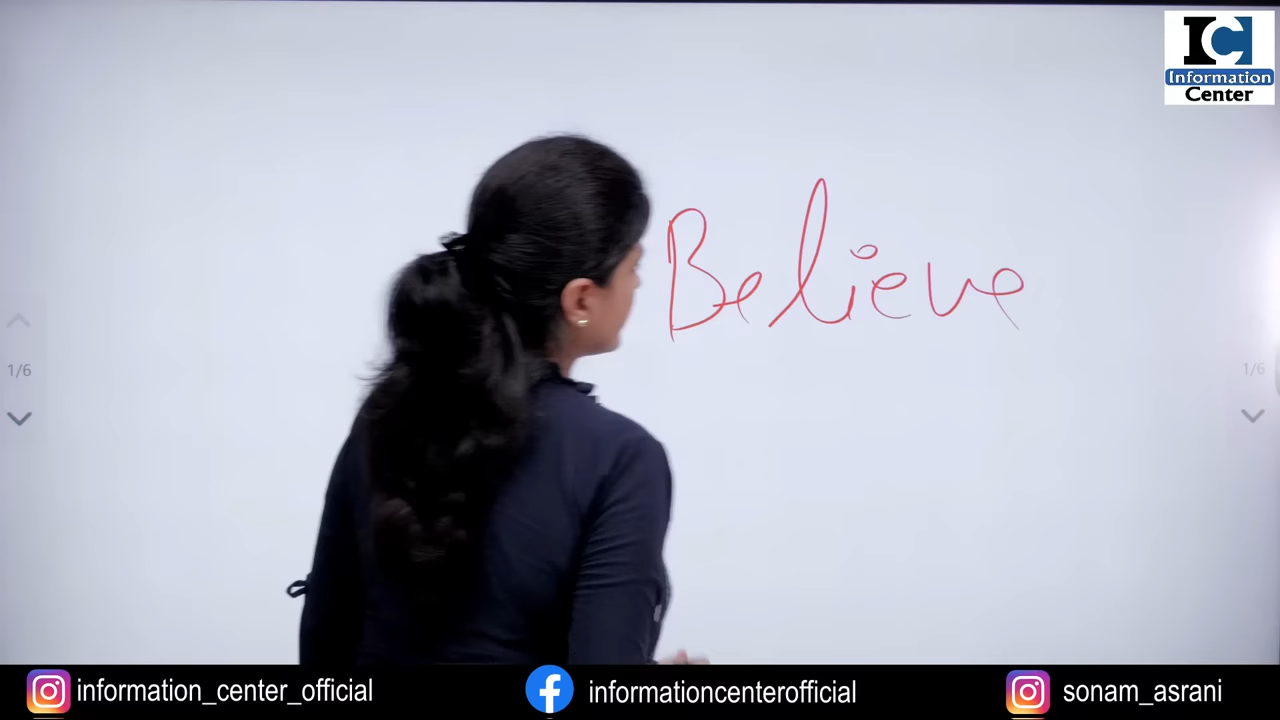 IC
Information
Center
Believe
1/6
1/6
information_center_official
informationcenterofficial
sonam_asrani